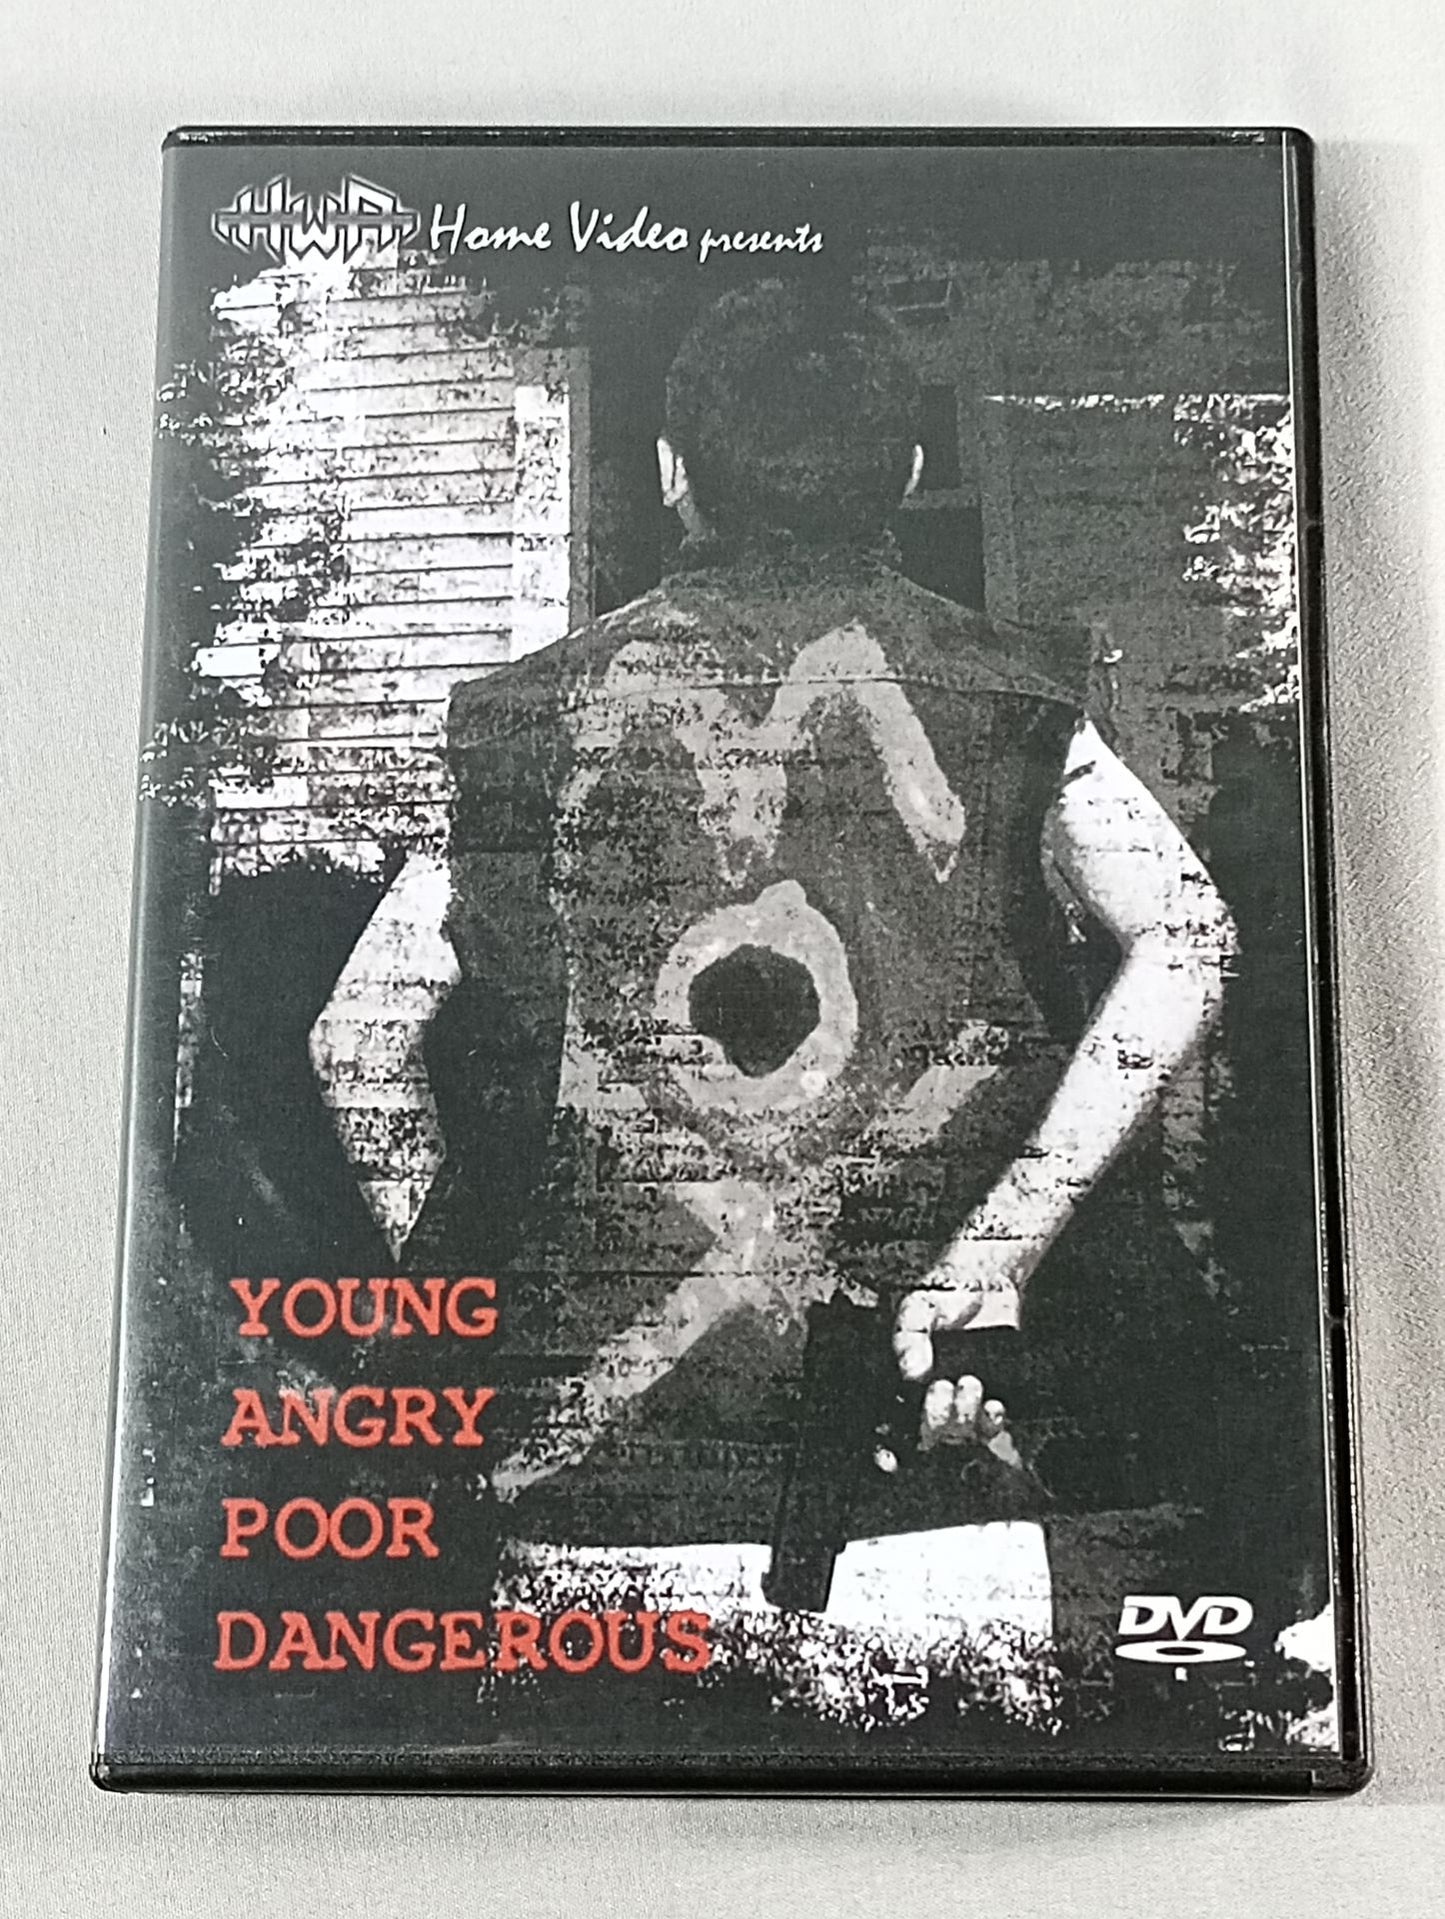 HWA Home Video presents
YOUNG
ANGRY
POOR
DANGEROUS
DVD